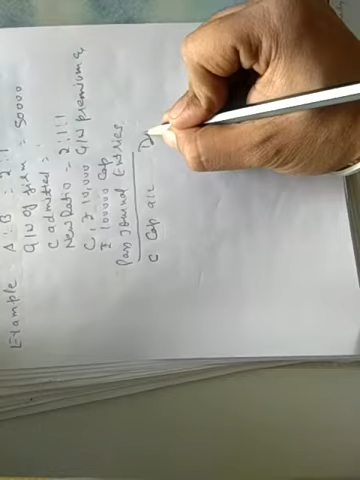 Example A : B : 2 : 1
G/W of firm = 50000
C admitted = :
New Ratio = 2:1:1
C, ₹ 10,000 G/W premium &
₹ 100000 Cap
Pass Journal Entries
C Cap a/c